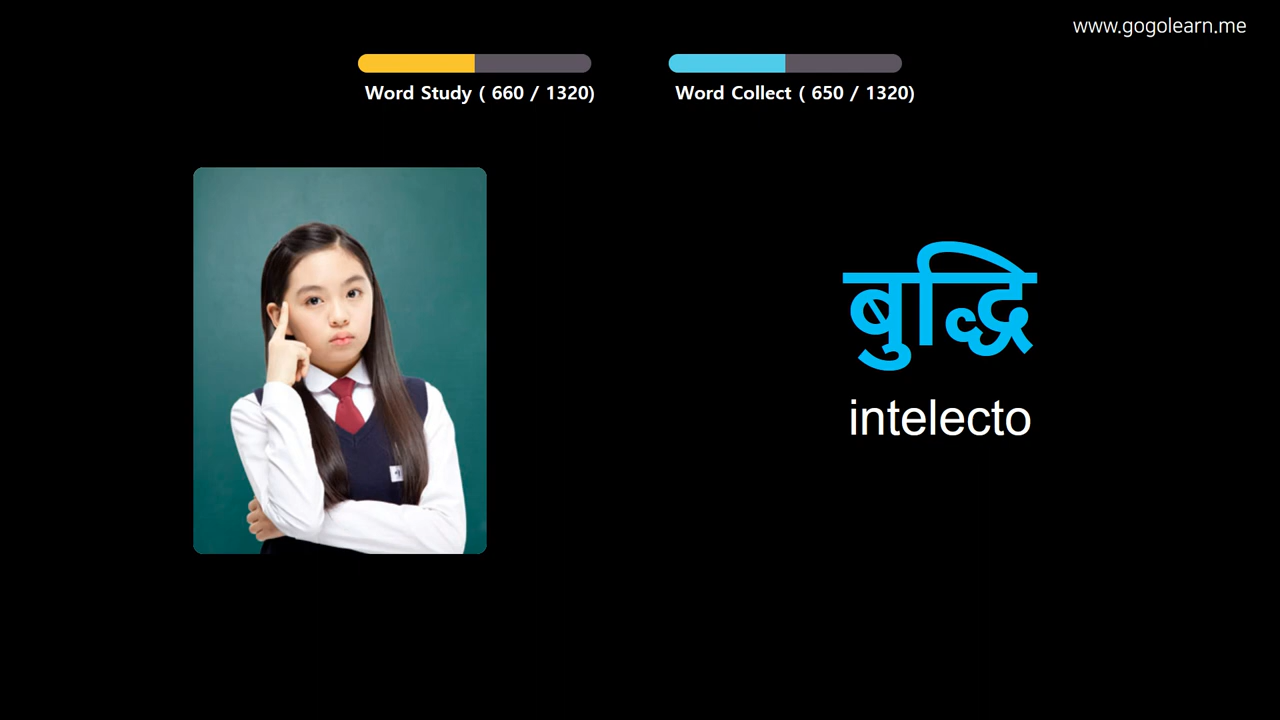 www.gogolearn.me
Word Study ( 660 / 1320)
Word Collect ( 650 / 1320)
बुद्धि
intelecto